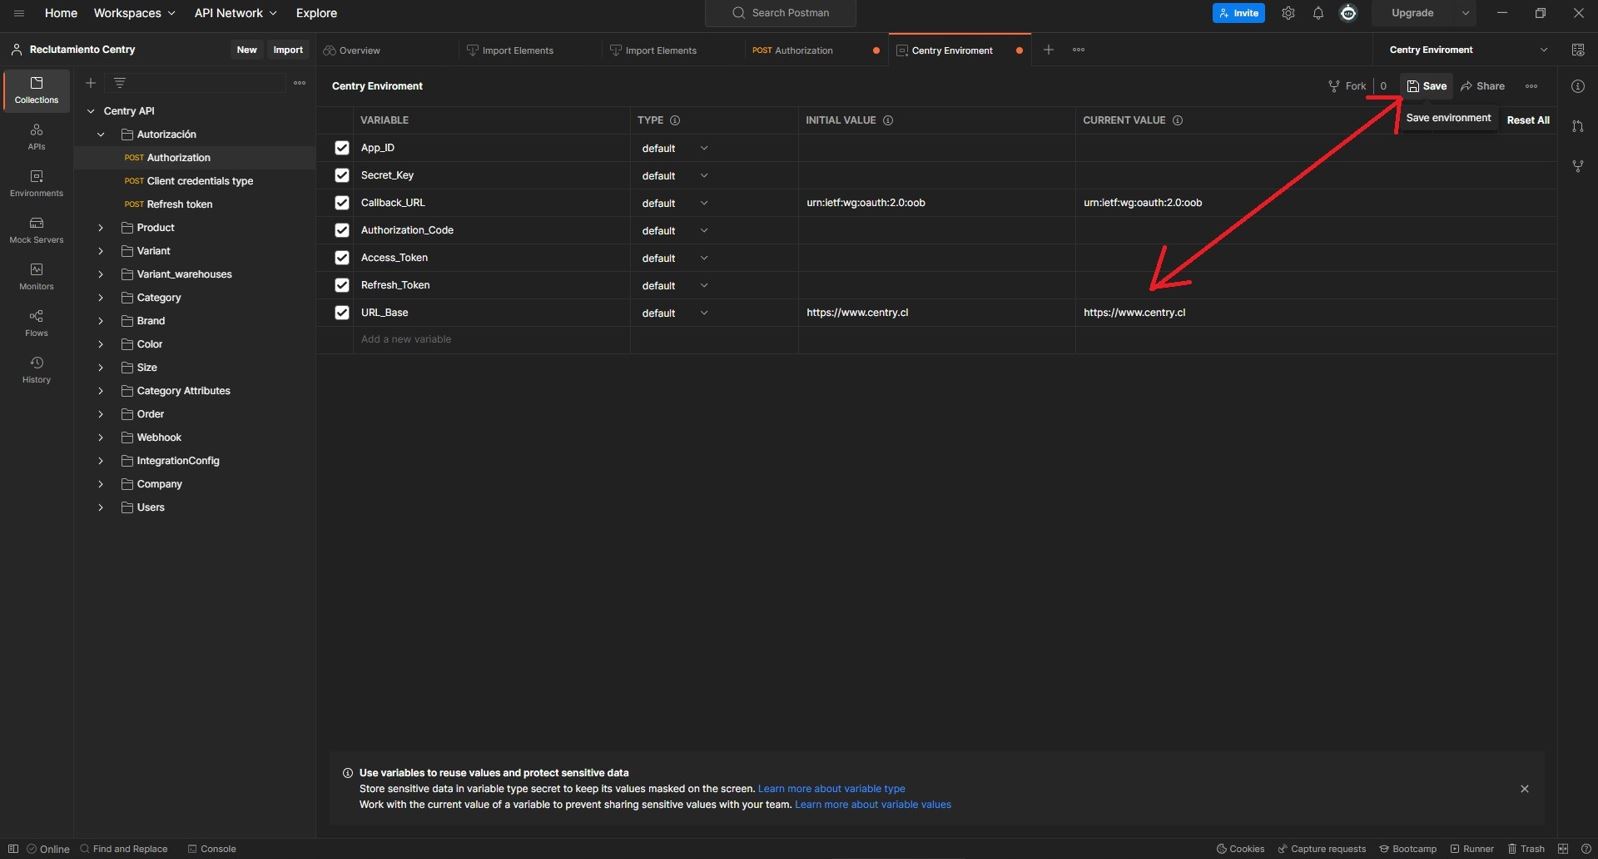 Home Workspaces API Network Explore Search Postman Invite Upgrade
Reclutamiento Centry New Import Overview Import Elements Import Elements POST Authorization Centry Enviroment Centry Enviroment
Collections
APIs
Environments
Mock Servers
Monitors
Flows
History
Centry API
Autorización
POST Authorization
POST Client credentials type
POST Refresh token
Product
Variant
Variant_warehouses
Category
Brand
Color
Size
Category Attributes
Order
Webhook
IntegrationConfig
Company
Users
Centry Enviroment Fork 0 Save Share
Save environment
VARIABLE TYPE INITIAL VALUE CURRENT VALUE Reset All
App_ID default
Secret_Key default
Callback_URL default urn:ietf:wg:oauth:2.0:oob urn:ietf:wg:oauth:2.0:oob
Authorization_Code default
Access_Token default
Refresh_Token default
URL_Base default https://www.centry.cl https://www.centry.cl
Add a new variable
Use variables to reuse values and protect sensitive data
Store sensitive data in variable type secret to keep its values masked on the screen. Learn more about variable type
Work with the current value of a variable to prevent sharing sensitive values with your team. Learn more about variable values
Online Find and Replace Console Cookies Capture requests Bootcamp Runner Trash